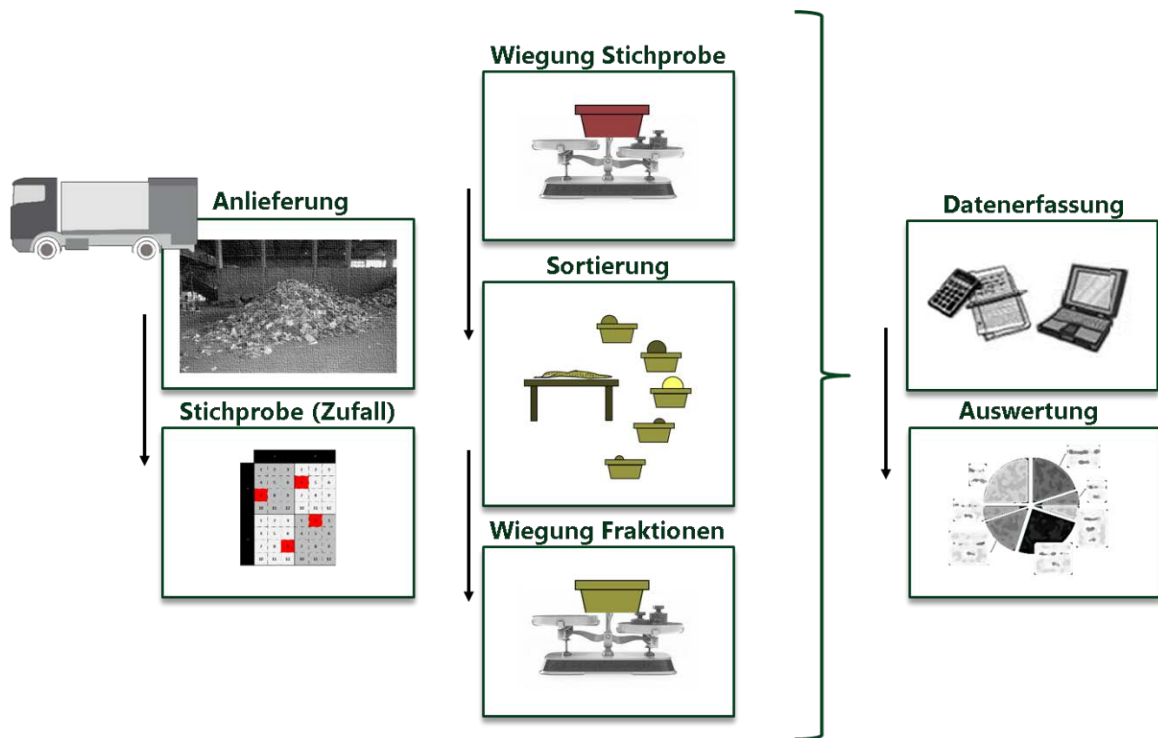 Anlieferung
Stichprobe (Zufall)
Wiegung Stichprobe
Sortierung
Wiegung Fraktionen
Datenerfassung
Auswertung